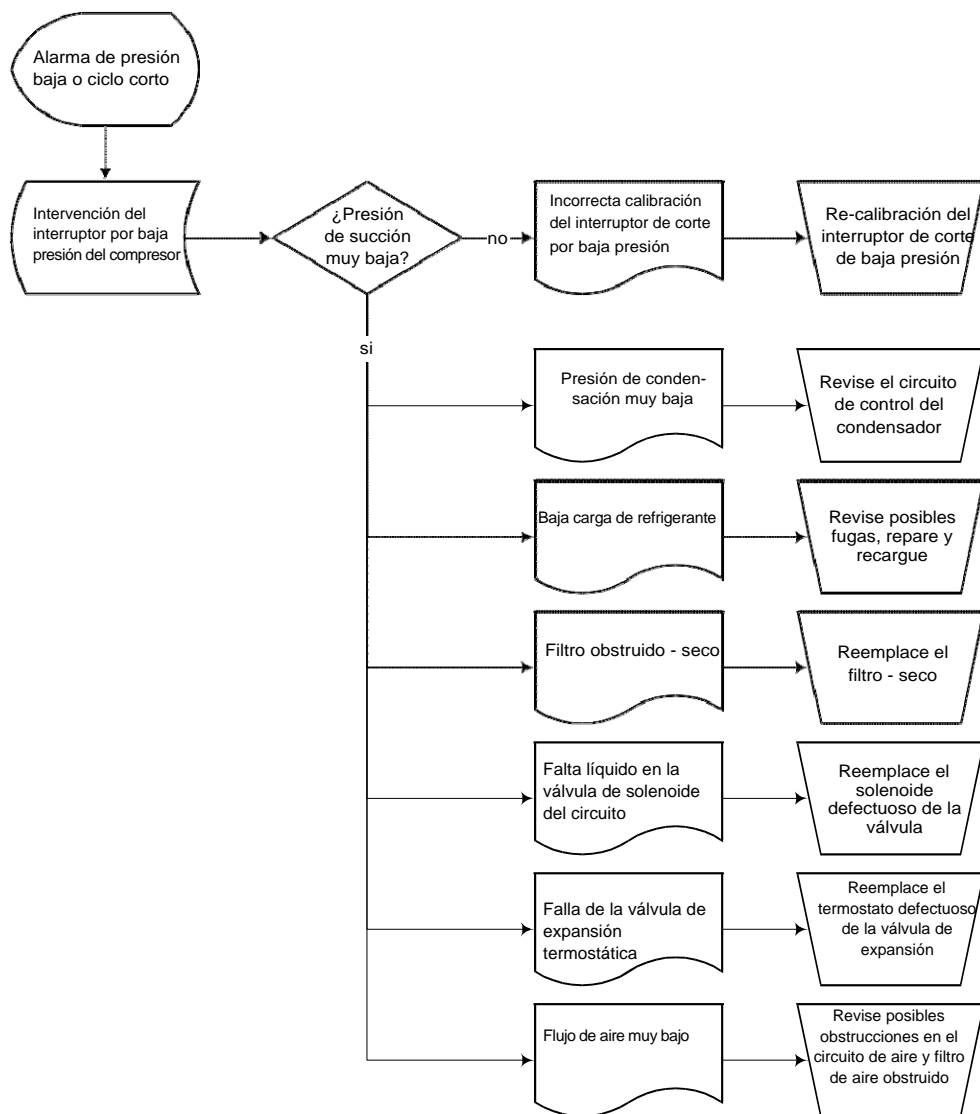 Alarma de presión
baja o ciclo corto
Intervención del
interruptor por baja
presión del compresor
¿Presión
de succión
muy baja?
no
Incorrecta calibración
del interruptor de corte
por baja presión
Re-calibración del
interruptor de corte
de baja presión
si
Presión de conden-
sación muy baja
Revise el circuito
de control del
condensador
Baja carga de refrigerante
Revise posibles
fugas, repare y
recargue
Filtro obstruido - seco
Reemplace el
filtro - seco
Falta líquido en la
válvula de solenoide
del circuito
Reemplace el
solenoide
defectuoso de la
válvula
Falla de la válvula de
expansión
termostática
Reemplace el
termostato defectuoso
de la válvula de
expansión
Flujo de aire muy bajo
Revise posibles
obstrucciones en el
circuito de aire y filtro
de aire obstruido